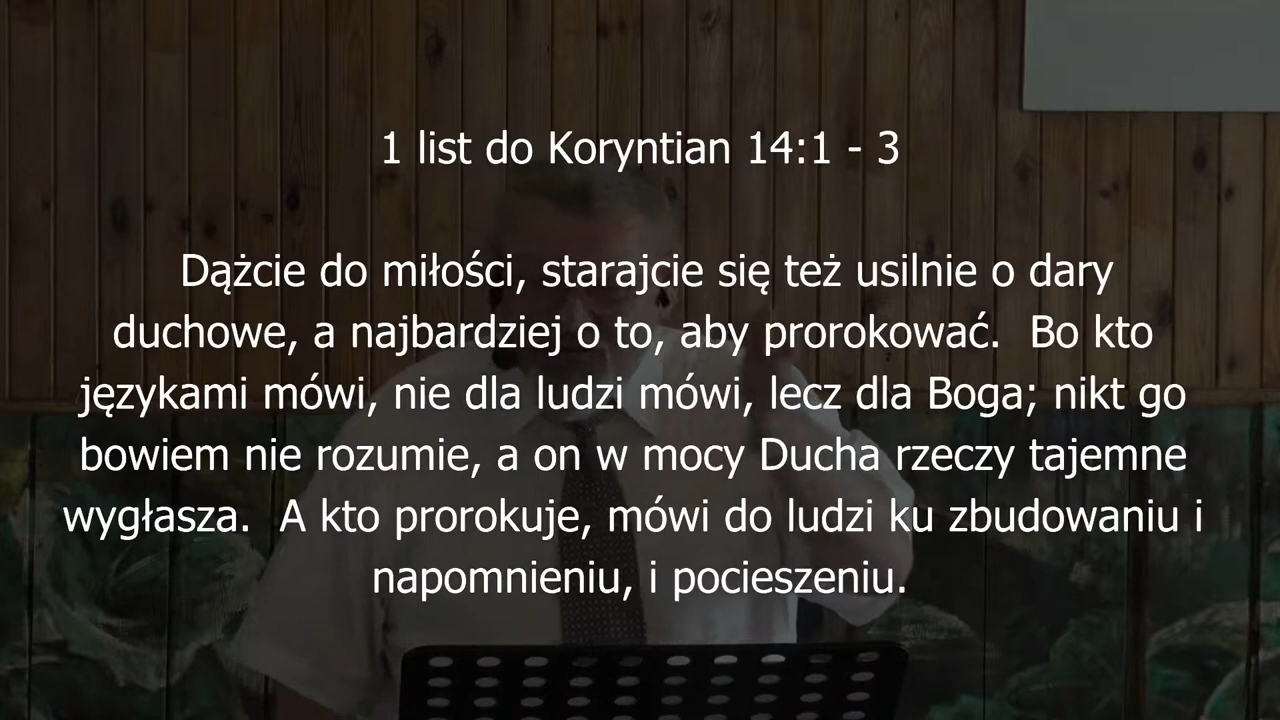 1 list do Koryntian 14:1 - 3
Dążcie do miłości, starajcie się też usilnie o dary
duchowe, a najbardziej o to, aby prorokować.  Bo kto
językami mówi, nie dla ludzi mówi, lecz dla Boga; nikt go
bowiem nie rozumie, a on w mocy Ducha rzeczy tajemne
wygłasza.  A kto prorokuje, mówi do ludzi ku zbudowaniu i
napomnieniu, i pocieszeniu.